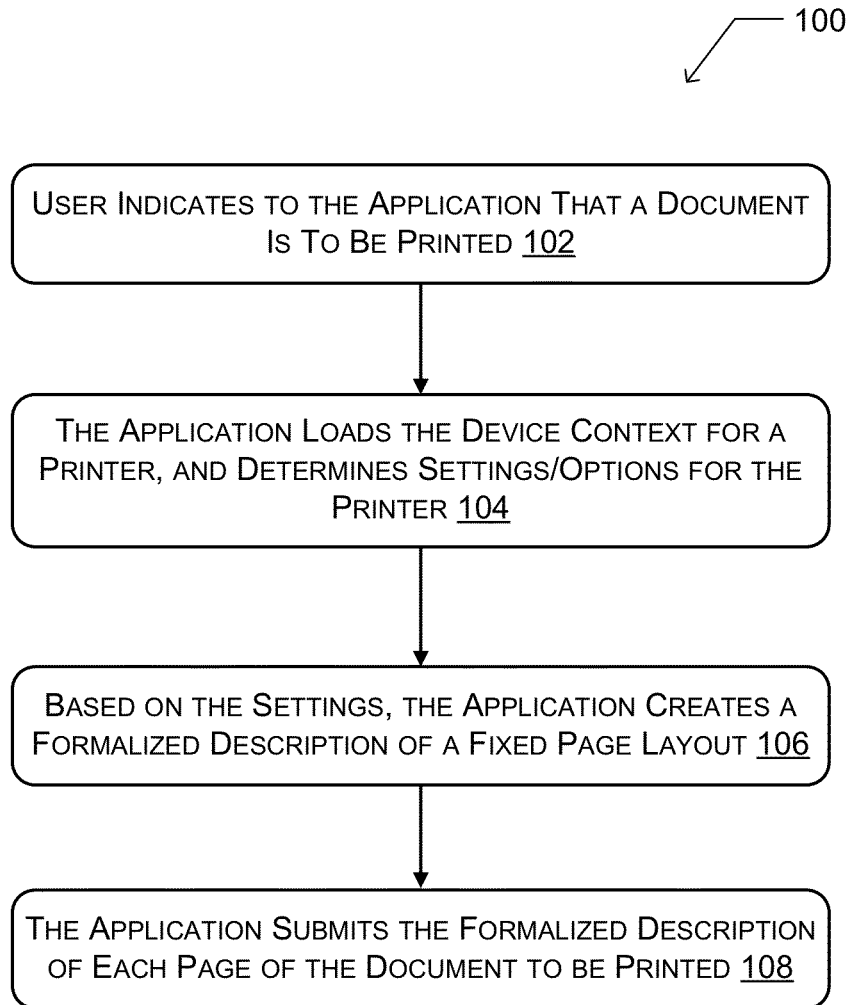 100
USER INDICATES TO THE APPLICATION THAT A DOCUMENT
IS TO BE PRINTED 102
THE APPLICATION LOADS THE DEVICE CONTEXT FOR A
PRINTER, AND DETERMINES SETTINGS/OPTIONS FOR THE
PRINTER 104
BASED ON THE SETTINGS, THE APPLICATION CREATES A
FORMALIZED DESCRIPTION OF A FIXED PAGE LAYOUT 106
THE APPLICATION SUBMITS THE FORMALIZED DESCRIPTION
OF EACH PAGE OF THE DOCUMENT TO BE PRINTED 108